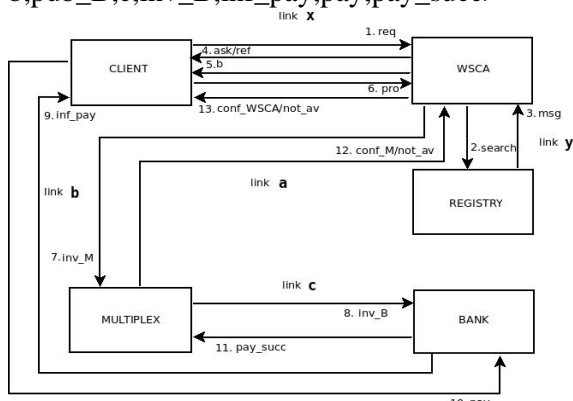 link x
1. req
4. ask/ref
CLIENT
5.b
WSCA
6. pro
9. inf_pay
13. conf_WSCA/not_av
3. msg
12. conf_M/not_av
2.search
link y
link b
link a
REGISTRY
7.inv_M
link c
8. inv_B
MULTIPLEX
BANK
11. pay_succ